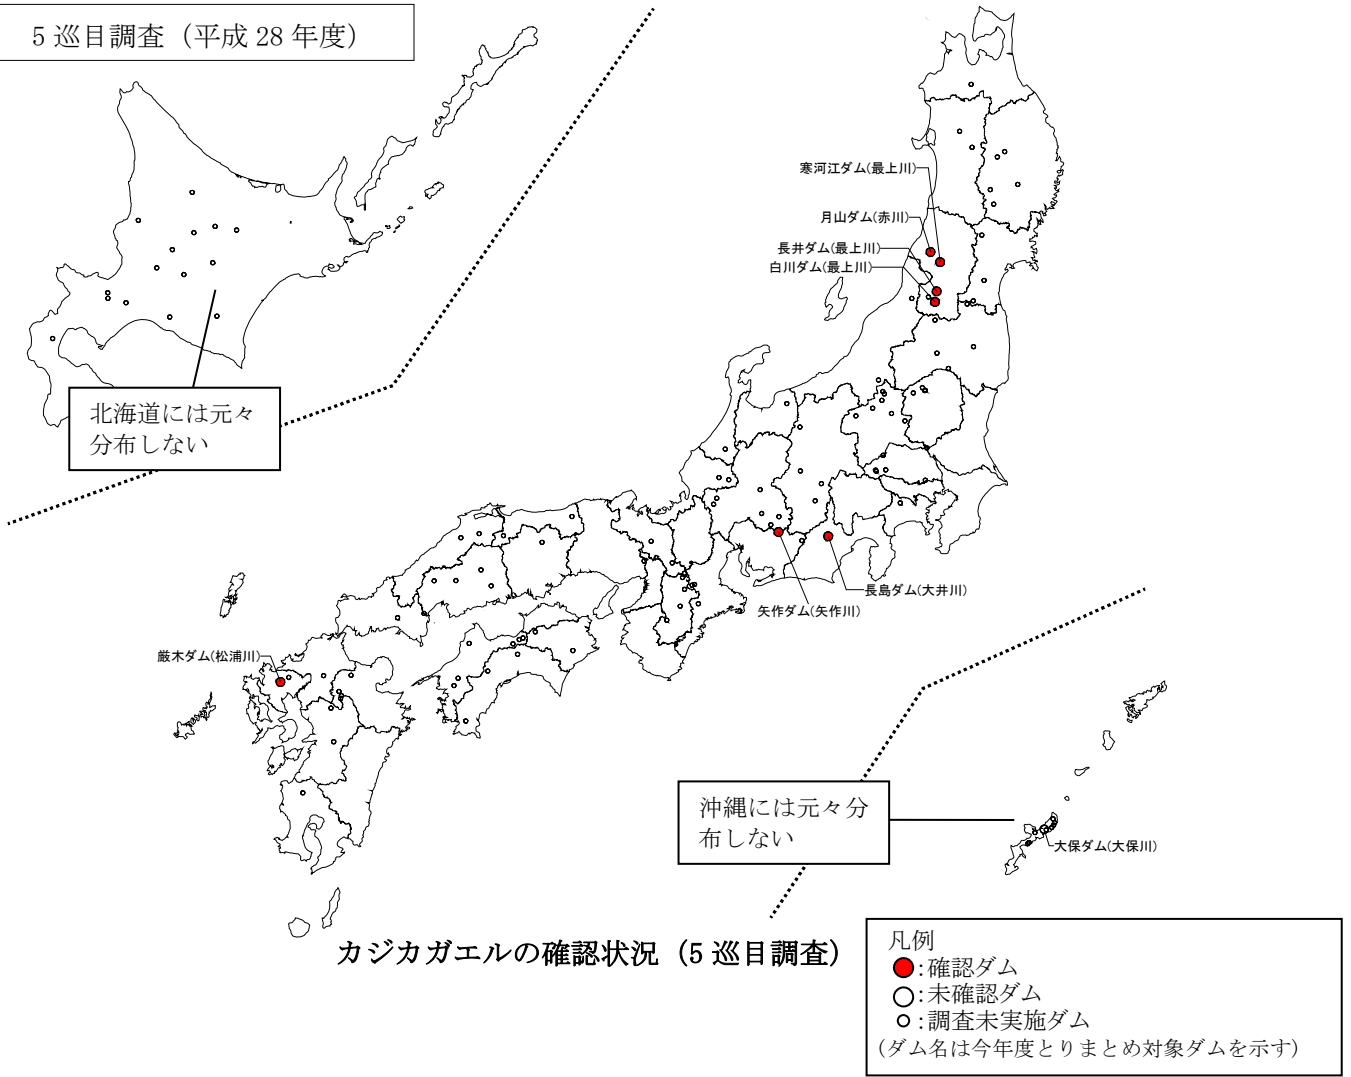 5 巡目調査（平成 28 年度）
寒河江ダム(最上川)
月山ダム(赤川)
長井ダム(最上川)
白川ダム(最上川)
北海道には元々
分布しない
長島ダム(大井川)
矢作ダム(矢作川)
厳木ダム(松浦川)
沖縄には元々分
布しない
大保ダム(大保川)
カジカガエルの確認状況（5 巡目調査）
凡例
：確認ダム
：未確認ダム
：調査未実施ダム
（ダム名は今年度とりまとめ対象ダムを示す）